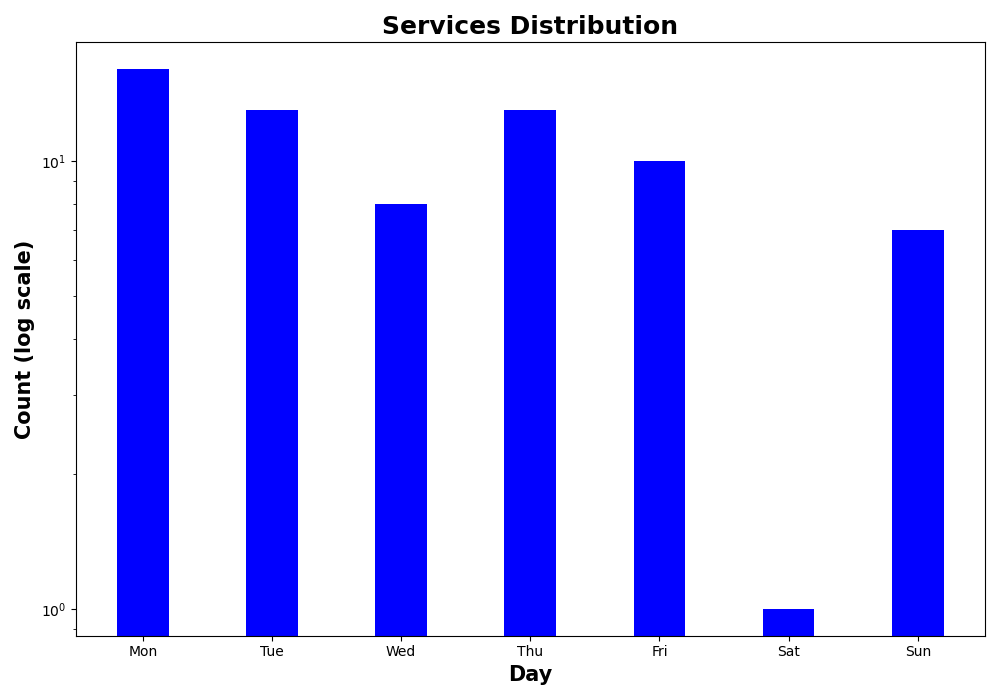 Services Distribution
Count (log scale)
10¹
10⁰
Mon Tue Wed Thu Fri Sat Sun
Day